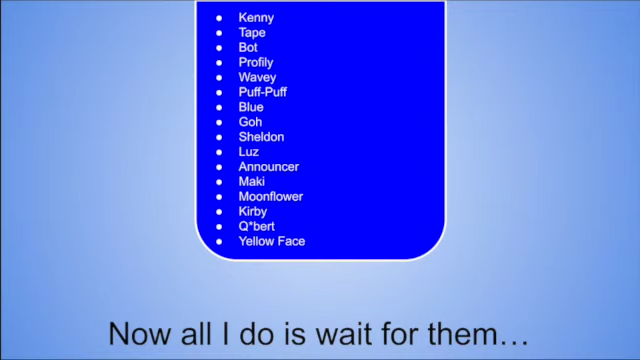 ● Kenny
● Tape
● Bot
● Profily
● Wavey
● Puff-Puff
● Blue
● Goh
● Sheldon
● Luz
● Announcer
● Maki
● Moonflower
● Kirby
● Q*bert
● Yellow Face
Now all I do is wait for them…